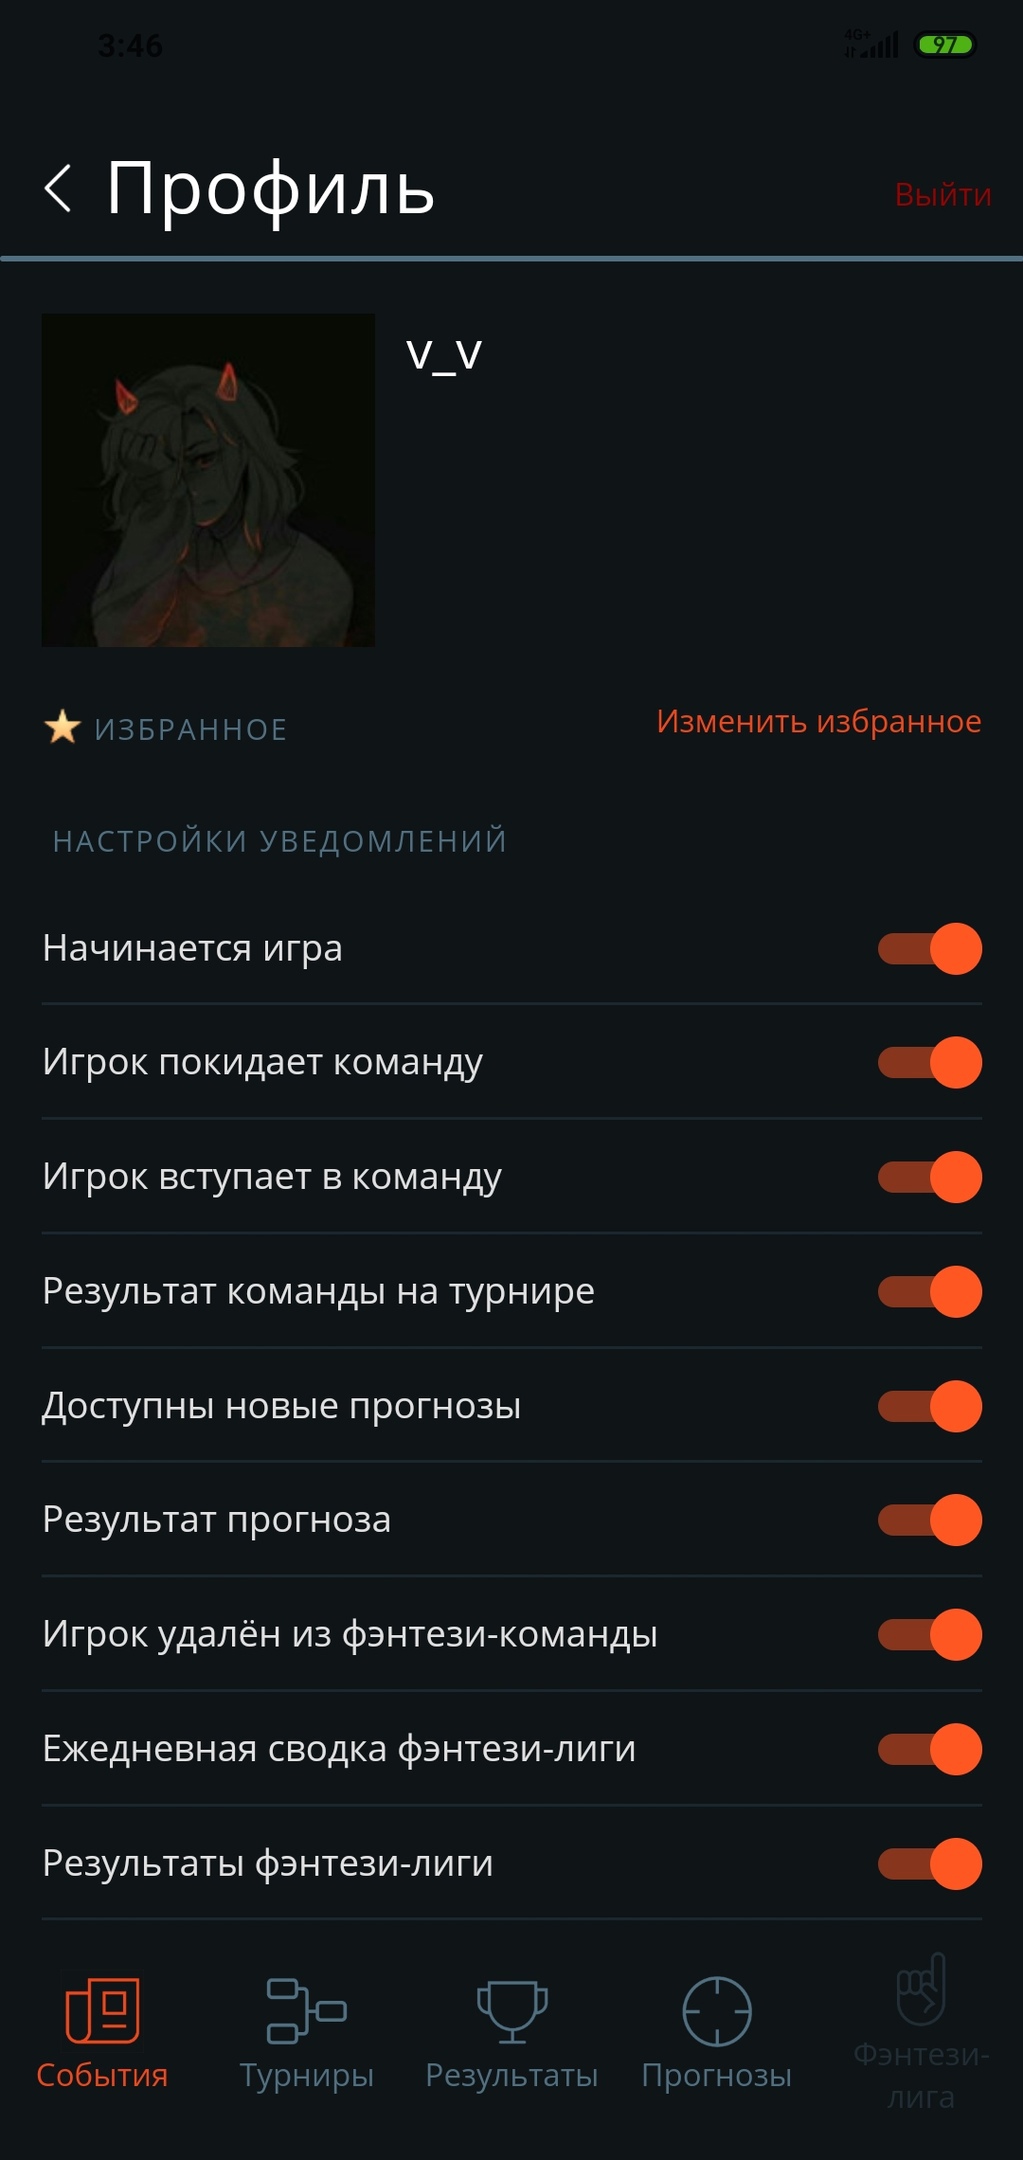 3:46
4G+
97
Профиль
Выйти
v_v
ИЗБРАННОЕ
Изменить избранное
НАСТРОЙКИ УВЕДОМЛЕНИЙ
Начинается игра
Игрок покидает команду
Игрок вступает в команду
Результат команды на турнире
Доступны новые прогнозы
Результат прогноза
Игрок удалён из фэнтези-команды
Ежедневная сводка фэнтези-лиги
Результаты фэнтези-лиги
События
Турниры
Результаты
Прогнозы
Фэнтези-
лига